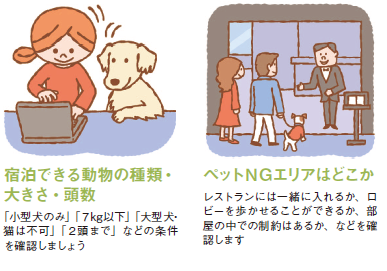 宿泊できる動物の種類・
大きさ・頭数
「小型犬のみ」「7kg以下」「大型犬・
猫は不可」「2頭まで」などの条件
を確認しましょう
ペットNGエリアはどこか
レストランには一緒に入れるか、ロ
ビーを歩かせることができるか、部
屋の中での制約はあるか、などを確
認します